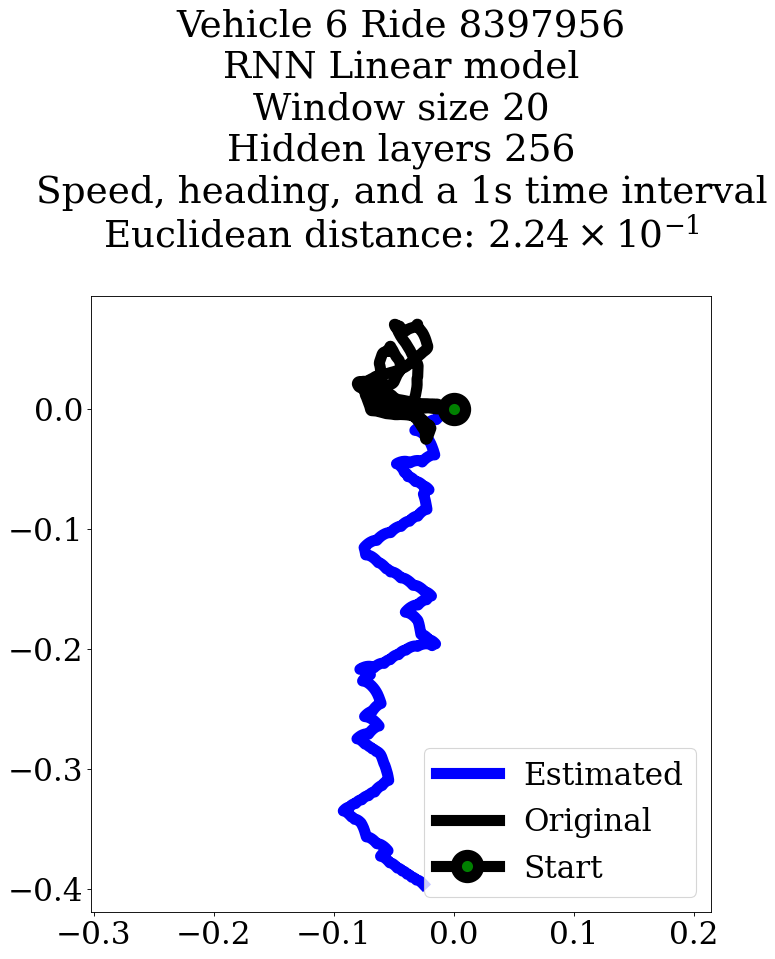 Vehicle 6 Ride 8397956
RNN Linear model
Window size 20
Hidden layers 256
Speed, heading, and a 1s time interval
Euclidean distance: 2.24 × 10⁻¹
0.0
−0.1
−0.2
−0.3
−0.4
Estimated
Original
Start
−0.3 −0.2 −0.1 0.0 0.1 0.2